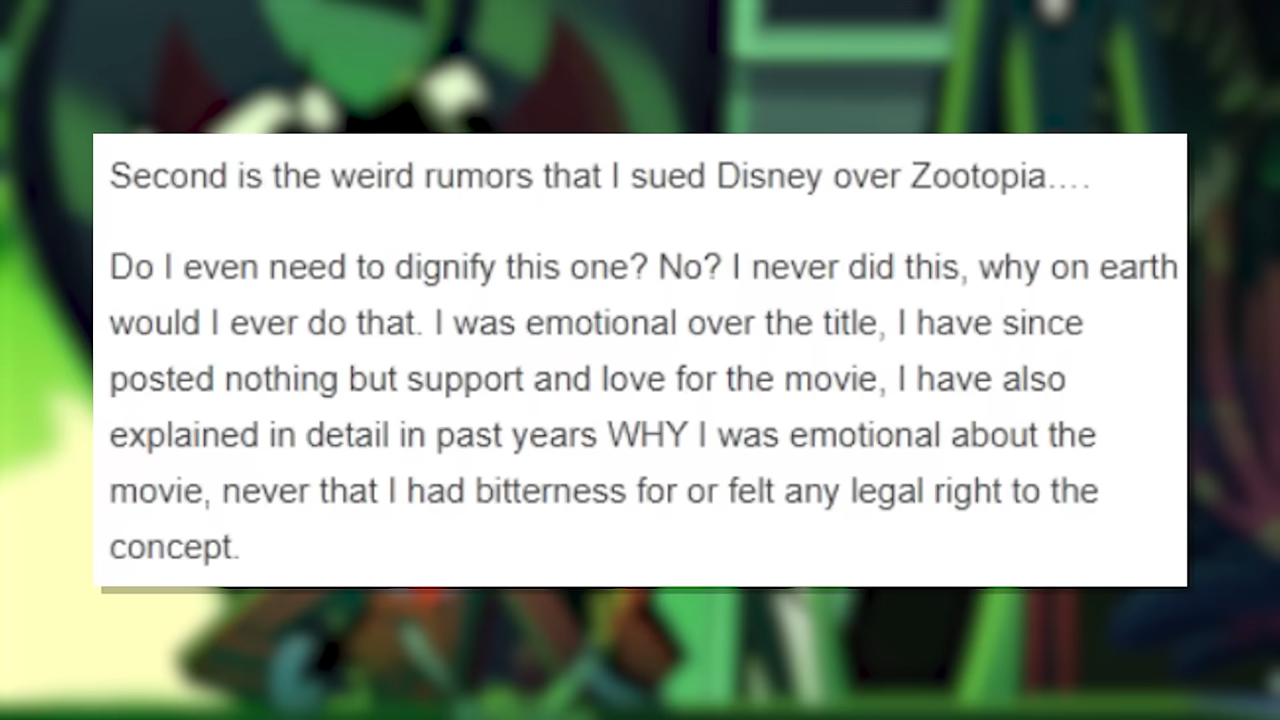 Second is the weird rumors that I sued Disney over Zootopia....
Do I even need to dignify this one? No? I never did this, why on earth
would I ever do that. I was emotional over the title, I have since
posted nothing but support and love for the movie, I have also
explained in detail in past years WHY I was emotional about the
movie, never that I had bitterness for or felt any legal right to the
concept.